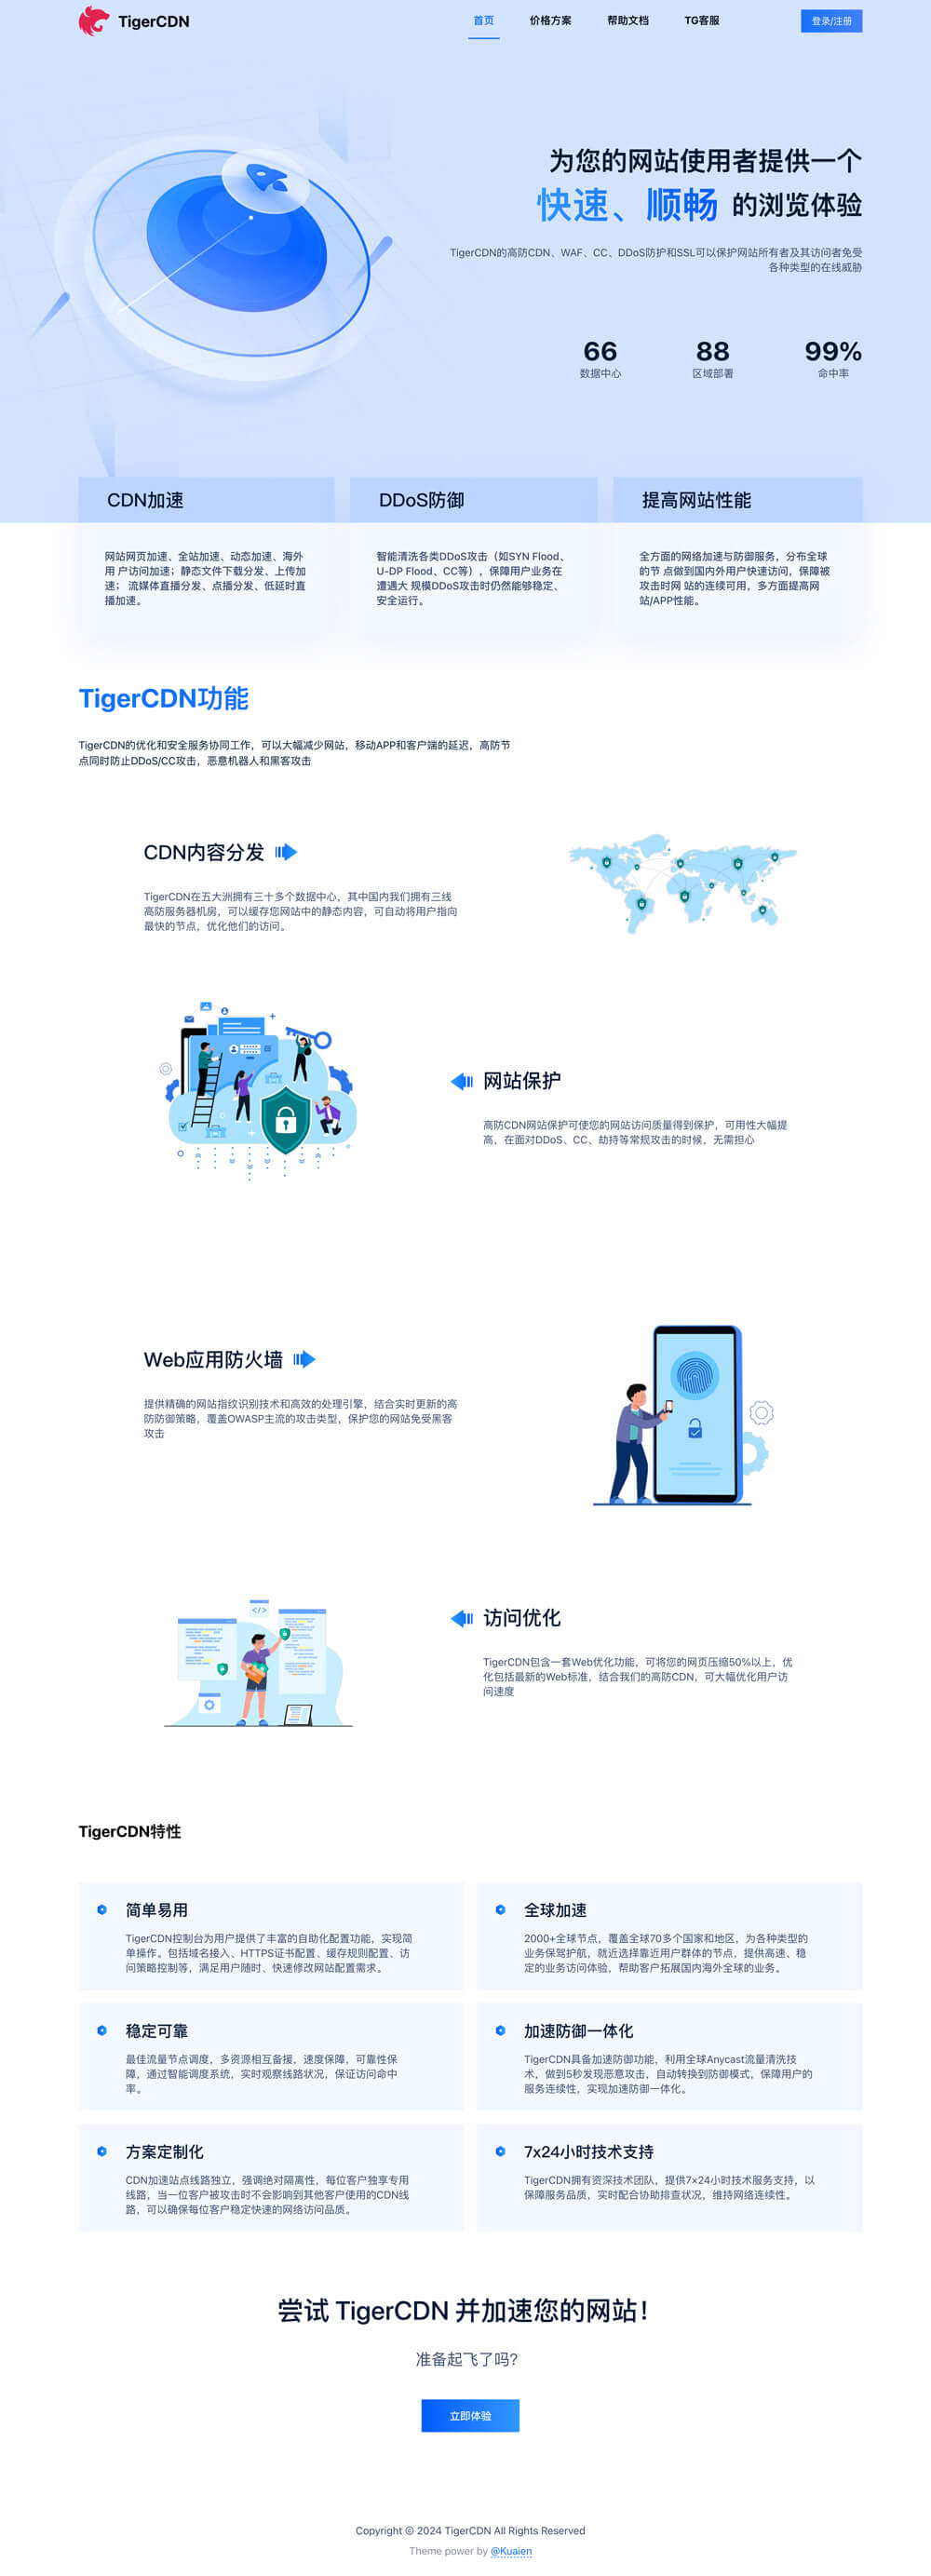 TigerCDN
首页
价格方案
帮助文档
TG客服
登录/注册
为您的网站使用者提供一个
快速、顺畅 的浏览体验
TigerCDN的高防CDN、WAF、CC、DDoS防护和SSL可以保护网站所有者及其访问者免受
各种类型的在线威胁
66
数据中心
88
区域部署
99%
命中率
CDN加速
网站网页加速、全站加速、动态加速、海外
用 户访问加速；静态文件下载分发、上传加
速； 流媒体直播分发、点播分发、低延时直
播加速。
DDoS防御
智能清洗各类DDoS攻击（如SYN Flood、
U-DP Flood、CC等），保障用户业务在
遭遇大 规模DDoS攻击时仍然能够稳定、
安全运行。
提高网站性能
全方面的网络加速与防御服务，分布全球
的节 点做到国内外用户快速访问，保障被
攻击时网 站的连续可用，多方面提高网
站/APP性能。
TigerCDN功能
TigerCDN的优化和安全服务协同工作，可以大幅减少网站，移动APP和客户端的延迟，高防节
点同时防止DDoS/CC攻击，恶意机器人和黑客攻击
CDN内容分发
TigerCDN在五大洲拥有三十多个数据中心，其中国内我们拥有三线
高防服务器机房，可以缓存您网站中的静态内容，可自动将用户指向
最快的节点，优化他们的访问。
网站保护
高防CDN网站保护可使您的网站访问质量得到保护，可用性大幅提
高，在面对DDoS、CC、劫持等常规攻击的时候，无需担心
Web应用防火墙
提供精确的网站指纹识别技术和高效的处理引擎，结合实时更新的高
防防御策略，覆盖OWASP主流的攻击类型，保护您的网站免受黑客
攻击
</>
访问优化
TigerCDN包含一套Web优化功能，可将您的网页压缩50%以上，优
化包括最新的Web标准，结合我们的高防CDN，可大幅优化用户访
问速度
TigerCDN特性
简单易用
TigerCDN控制台为用户提供了丰富的自助化配置功能，实现简
单操作。包括域名接入、HTTPS证书配置、缓存规则配置、访
问策略控制等，满足用户随时、快速修改网站配置需求。
全球加速
2000+全球节点，覆盖全球70多个国家和地区，为各种类型的
业务保驾护航，就近选择靠近用户群体的节点，提供高速、稳
定的业务访问体验，帮助客户拓展国内海外全球的业务。
稳定可靠
最佳流量节点调度，多资源相互备援，速度保障，可靠性保
障，通过智能调度系统，实时观察线路状况，保证访问命中
率。
加速防御一体化
TigerCDN具备加速防御功能，利用全球Anycast流量清洗技
术，做到5秒发现恶意攻击，自动转换到防御模式，保障用户的
服务连续性，实现加速防御一体化。
方案定制化
CDN加速站点线路独立，强调绝对隔离性，每位客户独享专用
线路，当一位客户被攻击时不会影响到其他客户使用的CDN线
路，可以确保每位客户稳定快速的网络访问品质。
7x24小时技术支持
TigerCDN拥有资深技术团队，提供7×24小时技术服务支持，以
保障服务品质，实时配合协助排查状况，维持网络连续性。
尝试 TigerCDN 并加速您的网站！
准备起飞了吗?
立即体验
Copyright © 2024 TigerCDN All Rights Reserved
Theme power by @Kuaien